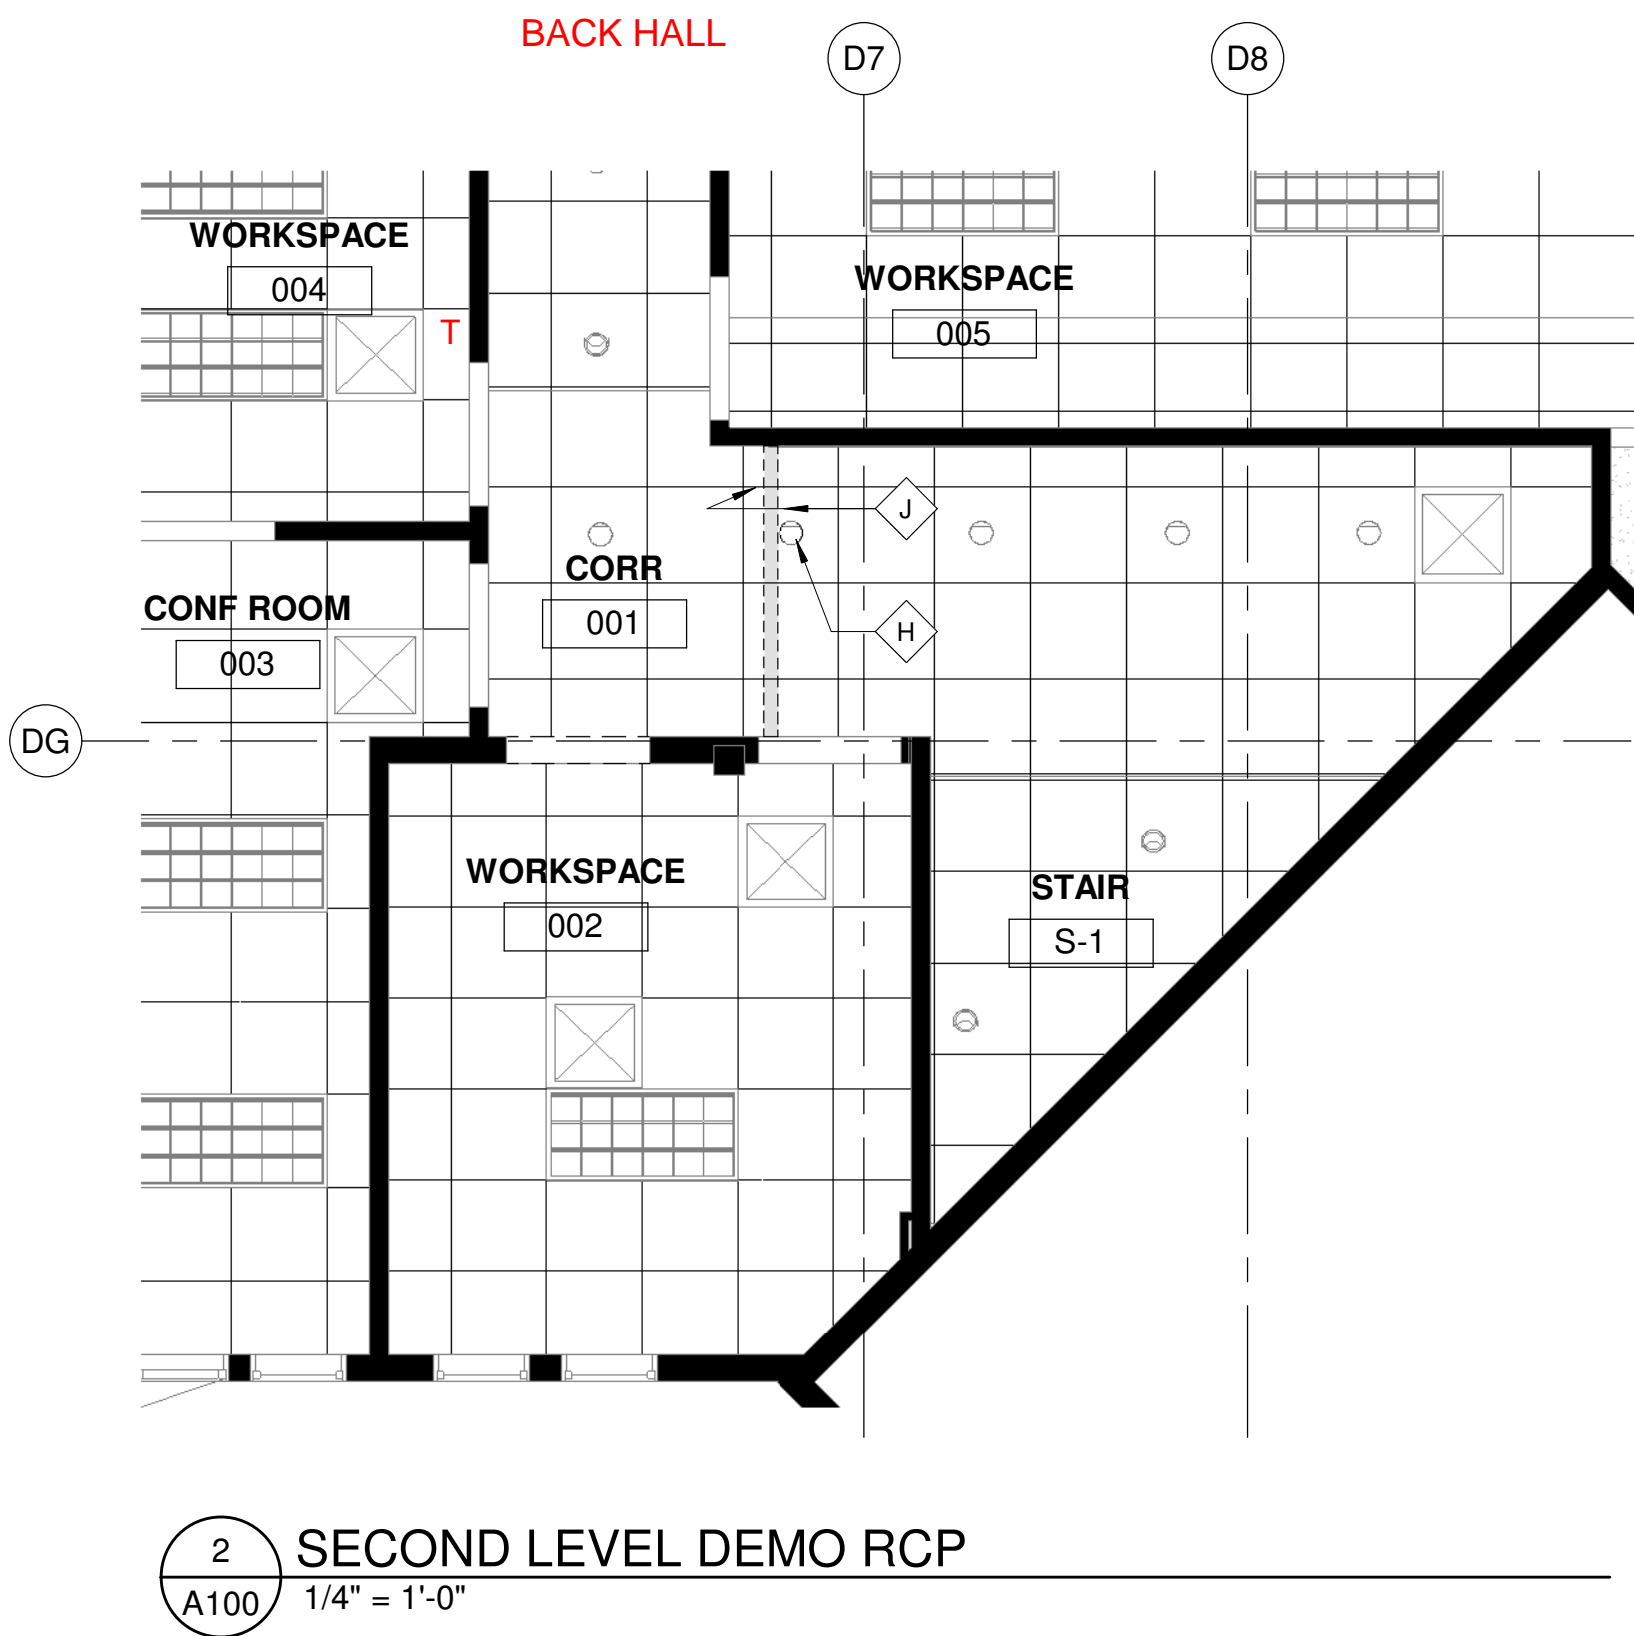 BACK HALL
D7
D8
WORKSPACE
004
T
WORKSPACE
005
J
CORR
001
H
CONF ROOM
003
DG
WORKSPACE
002
STAIR
S-1
2
A100
SECOND LEVEL DEMO RCP
1/4" = 1'-0"